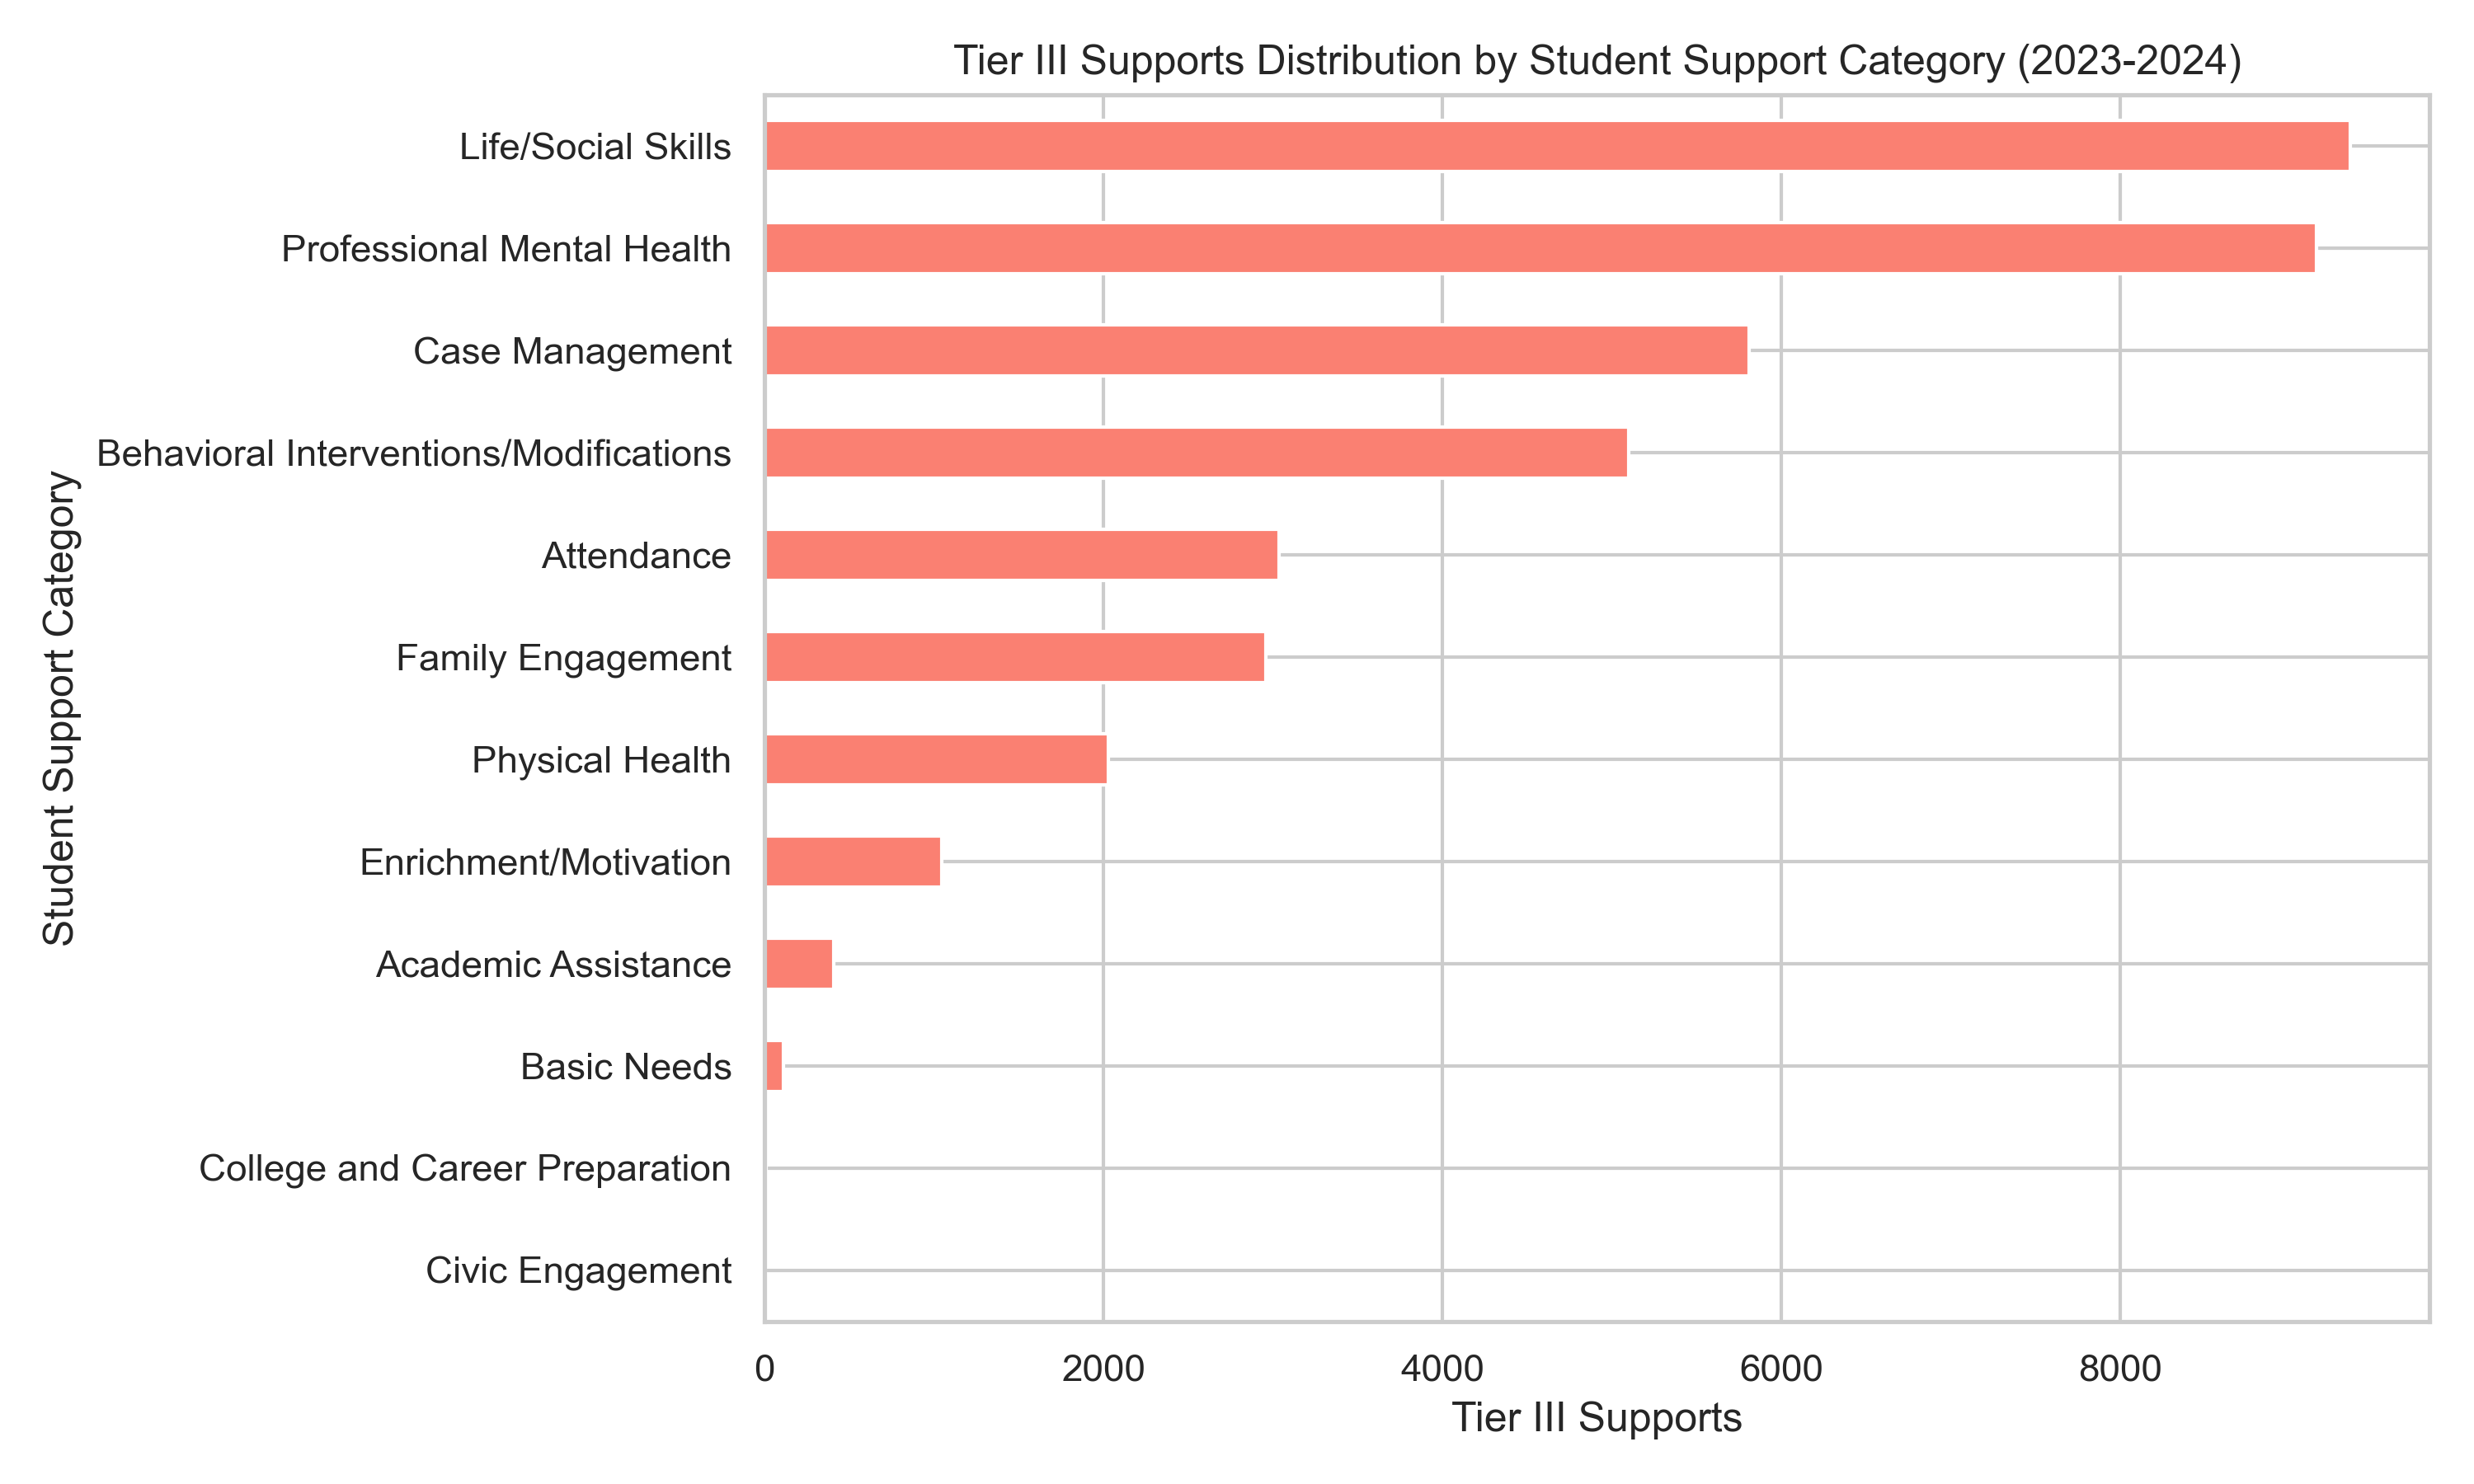 Tier III Supports Distribution by Student Support Category (2023-2024)
Student Support Category
Life/Social Skills
Professional Mental Health
Case Management
Behavioral Interventions/Modifications
Attendance
Family Engagement
Physical Health
Enrichment/Motivation
Academic Assistance
Basic Needs
College and Career Preparation
Civic Engagement
0 2000 4000 6000 8000
Tier III Supports